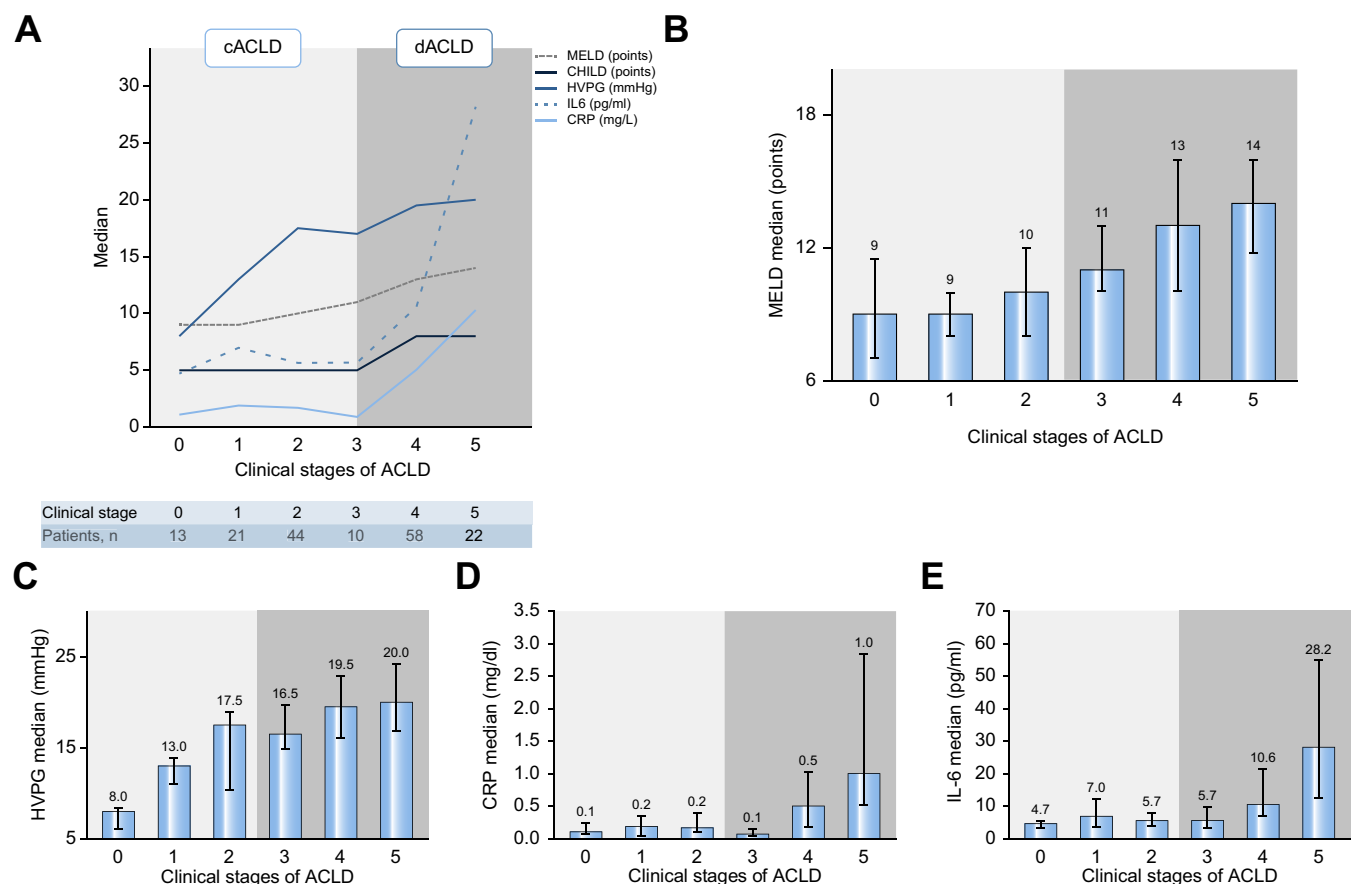 A
cACLD
dACLD
MELD (points)
CHILD (points)
HVPG (mmHg)
IL6 (pg/ml)
CRP (mg/L)
Median
30
25
20
15
10
5
0
0 1 2 3 4 5
Clinical stages of ACLD
Clinical stage 0 1 2 3 4 5
Patients, n 13 21 44 10 58 22
B
MELD median (points)
18
12
6
9 9 10 11 13 14
0 1 2 3 4 5
Clinical stages of ACLD
C
HVPG median (mmHg)
25
15
5
8.0 13.0 17.5 16.5 19.5 20.0
0 1 2 3 4 5
Clinical stages of ACLD
D
CRP median (mg/dl)
3.5
3.0
2.5
2.0
1.5
1.0
0.5
0.0
0.1 0.2 0.2 0.1 0.5 1.0
0 1 2 3 4 5
Clinical stages of ACLD
E
IL-6 median (pg/ml)
70
60
50
40
30
20
10
0
4.7 7.0 5.7 5.7 10.6 28.2
0 1 2 3 4 5
Clinical stages of ACLD